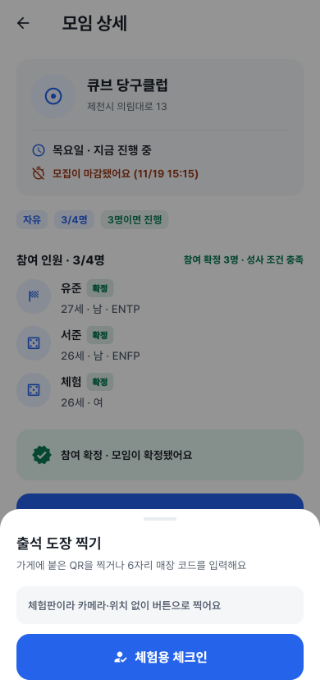 모임 상세
큐브 당구클럽
제천시 의림대로 13
목요일 · 지금 진행 중
모집이 마감됐어요 (11/19 15:15)
자유 3/4명 3명이면 진행
참여 인원 · 3/4명 참여 확정 3명 · 성사 조건 충족
유준 확정
27세 · 남 · ENTP
서준 확정
26세 · 남 · ENFP
체험 확정
26세 · 여
참여 확정 · 모임이 확정됐어요
출석 도장 찍기
가게에 붙은 QR을 찍거나 6자리 매장 코드를 입력해요
체험판이라 카메라·위치 없이 버튼으로 찍어요
체험용 체크인